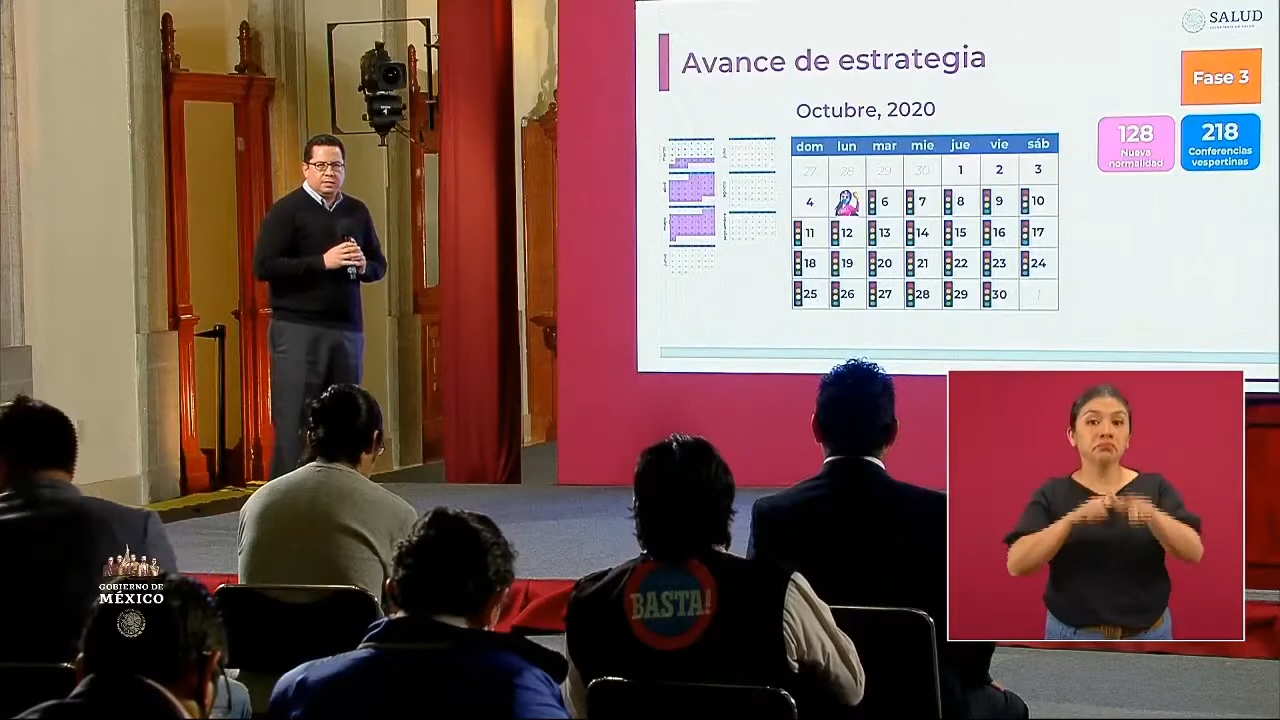 SALUD
SECRETARÍA DE SALUD
Avance de estrategia
Fase 3
Octubre, 2020
128
Nueva
normalidad
218
Conferencias
vespertinas
dom lun mar mie jue vie sáb
27 28 29 30 1 2 3
4 6 7 8 9 10
11 12 13 14 15 16 17
18 19 20 21 22 23 24
25 26 27 28 29 30 1
BASTA!
GOBIERNO DE
MÉXICO